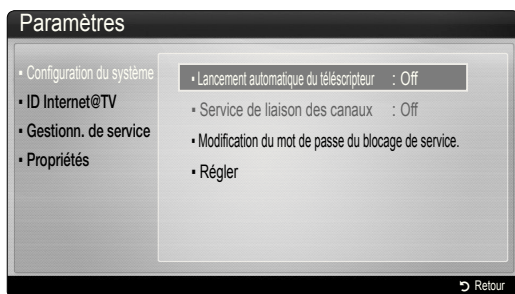 Paramètres
▪ Configuration du système
▪ ID Internet@TV
▪ Gestionn. de service
▪ Propriétés
▪ Lancement automatique du téléscripteur : Off
▪ Service de liaison des canaux : Off
▪ Modification du mot de passe du blocage de service.
▪ Régler
Retour